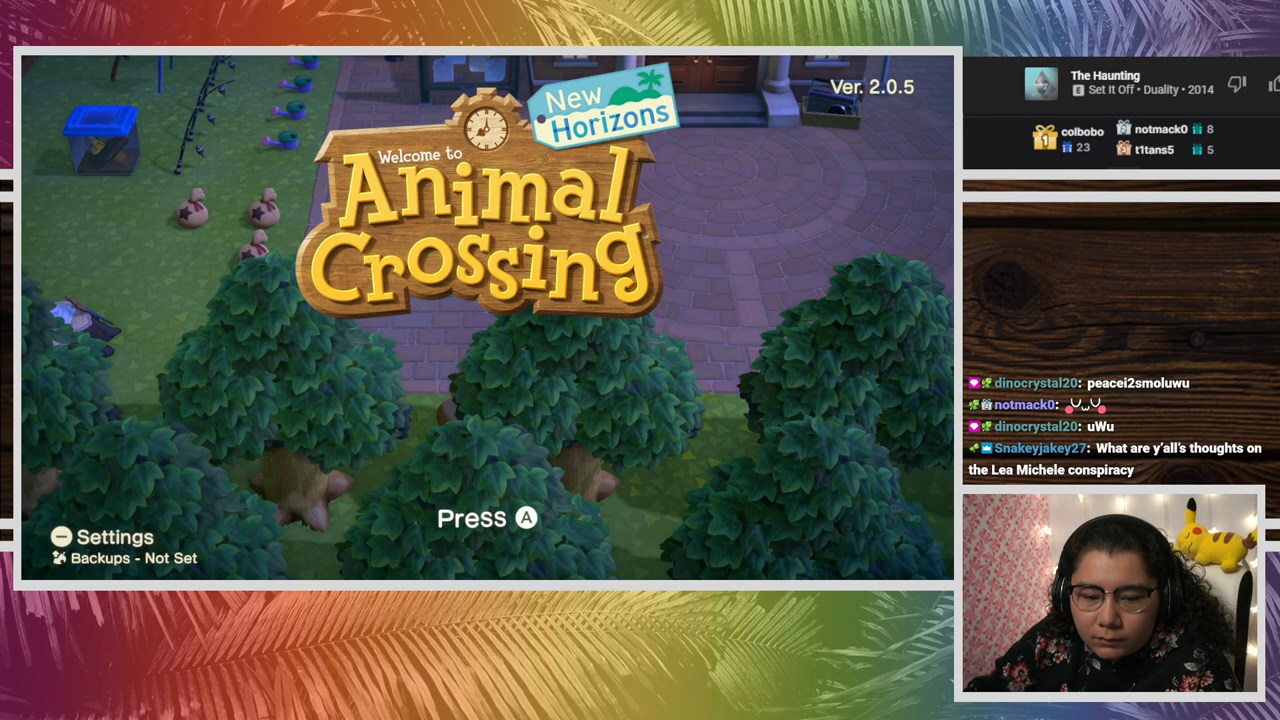 New
Horizons
Welcome to
Animal
Crossing
Ver. 2.0.5
Press A
Settings
Backups - Not Set
The Haunting
E Set It Off • Duality • 2014
1 colbobo
23
notmack0 8
t1tans5 5
dinocrystal20: peacei2smoluwu
notmack0:
dinocrystal20: uWu
Snakeyjakey27: What are y'all's thoughts on
the Lea Michele conspiracy